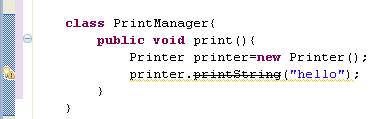 class PrintManager{
public void print(){
Printer printer=new Printer();
printer.printString("hello");
}
}